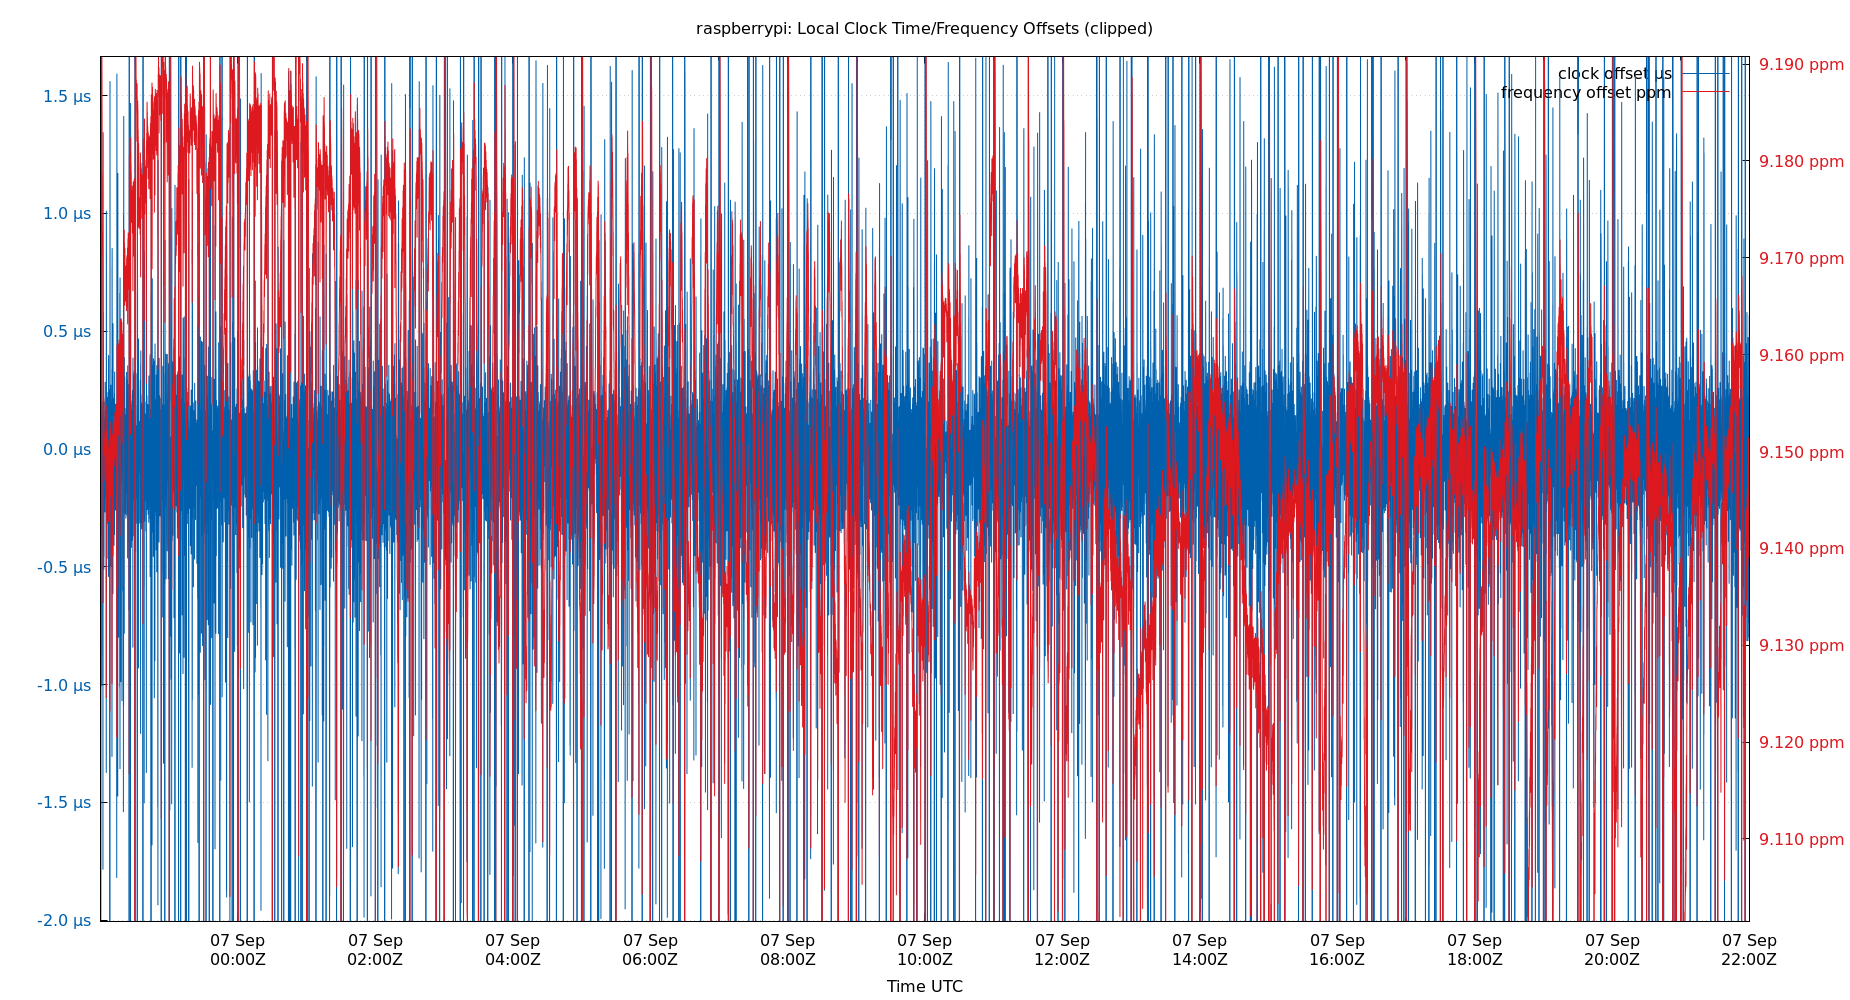 raspberrypi: Local Clock Time/Frequency Offsets (clipped)
clock offset µs
frequency offset ppm
1.5 µs
1.0 µs
0.5 µs
0.0 µs
-0.5 µs
-1.0 µs
-1.5 µs
-2.0 µs
9.190 ppm
9.180 ppm
9.170 ppm
9.160 ppm
9.150 ppm
9.140 ppm
9.130 ppm
9.120 ppm
9.110 ppm
07 Sep 07 Sep 07 Sep 07 Sep 07 Sep 07 Sep 07 Sep 07 Sep 07 Sep 07 Sep 07 Sep 07 Sep
00:00Z 02:00Z 04:00Z 06:00Z 08:00Z 10:00Z 12:00Z 14:00Z 16:00Z 18:00Z 20:00Z 22:00Z
Time UTC